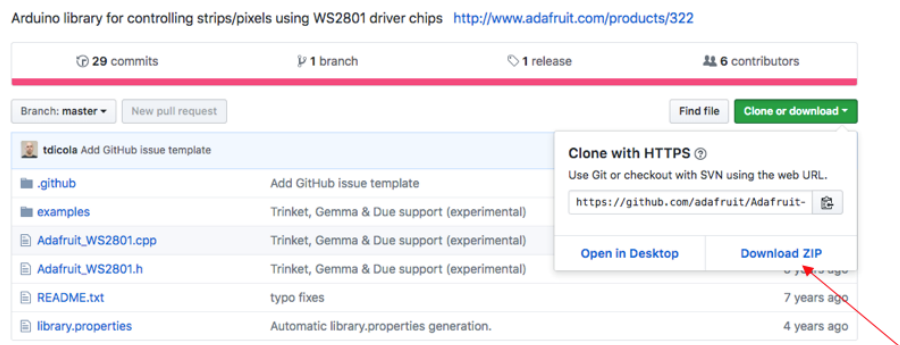 Arduino library for controlling strips/pixels using WS2801 driver chips http://www.adafruit.com/products/322
29 commits 1 branch 1 release 6 contributors
Branch: master New pull request Find file Clone or download
tdicola Add GitHub issue template
Clone with HTTPS
Use Git or checkout with SVN using the web URL.
https://github.com/adafruit/Adafruit-
Open in Desktop Download ZIP
.github Add GitHub issue template
examples Trinket, Gemma & Due support (experimental)
Adafruit_WS2801.cpp Trinket, Gemma & Due support (experimental)
Adafruit_WS2801.h Trinket, Gemma & Due support (experimental) years ago
README.txt typo fixes 7 years ago
library.properties Automatic library.properties generation. 4 years ago